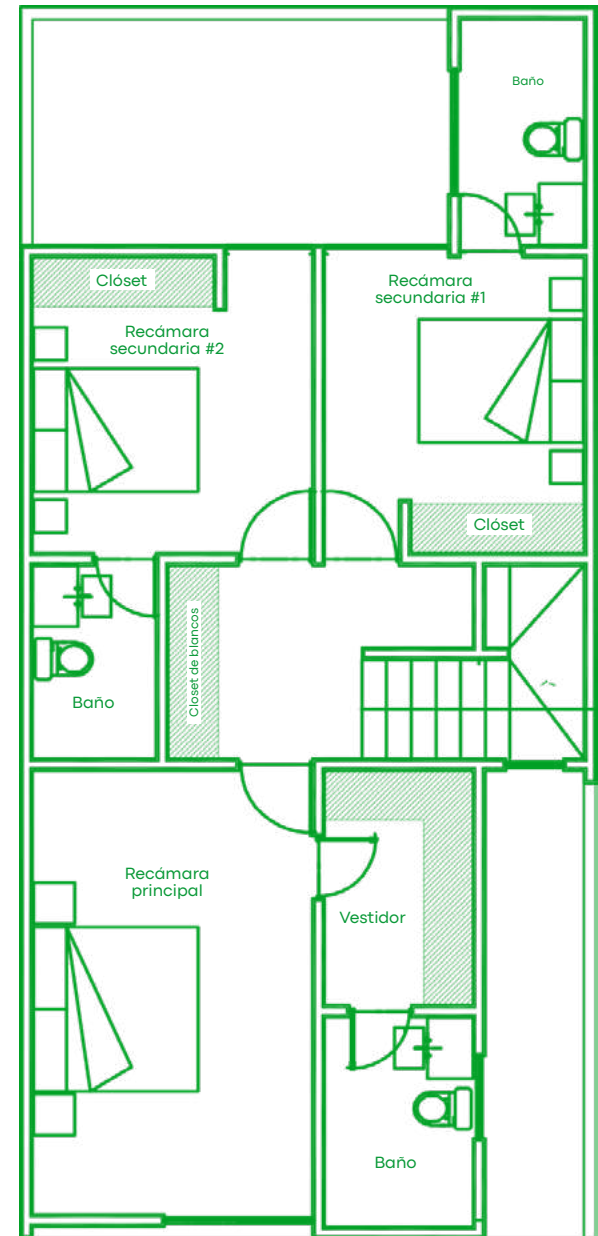 Baño
Clóset
Recámara
secundaria #1
Recámara
secundaria #2
Clóset
Closet de blancos
Baño
Recámara
principal
Vestidor
Baño